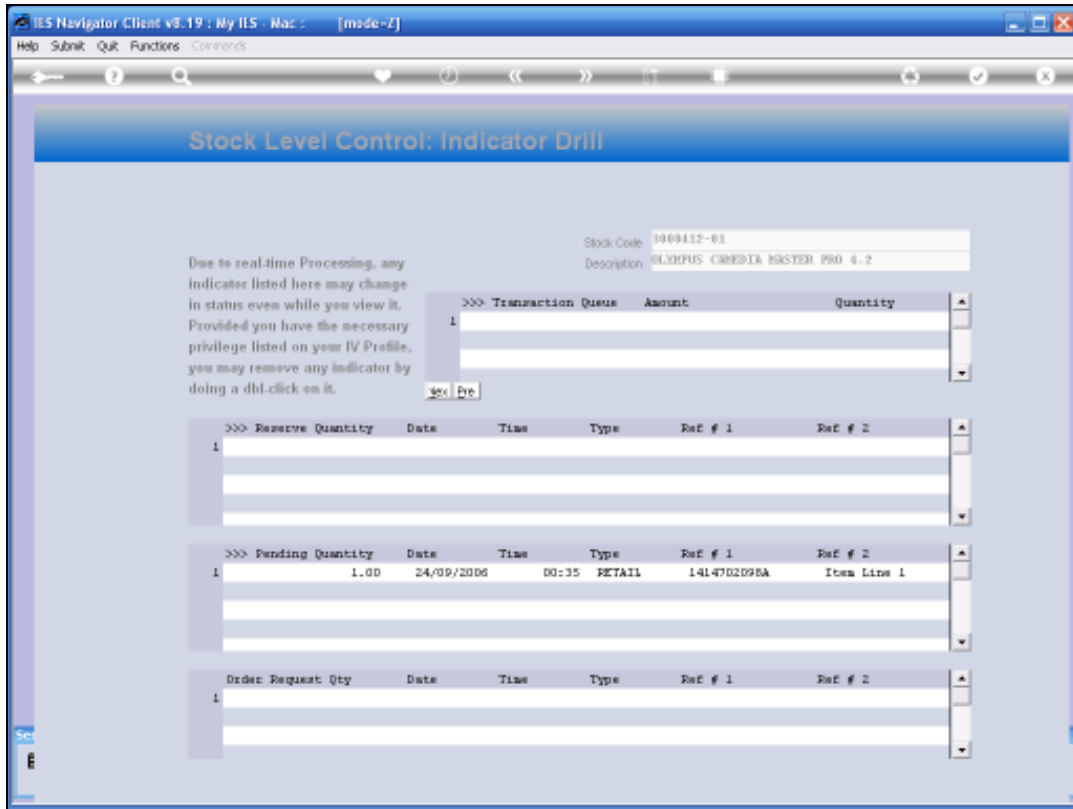 IES Navigator Client v8.19 : My IES - Mac : [mode=Z]
Help Submit Quit Functions Commends
Stock Level Control: Indicator Drill
Stock Code
Description OLYMPUS CAMEDIA MASTER PRO 4.2
Due to real-time Processing, any
indicator listed here may change
in status even while you view it.
Provided you have the necessary
privilege listed on your IV Profile,
you may remove any indicator by
doing a dbl-click on it.
>>> Transaction Queue Amount Quantity
1
Nex Pre
>>> Reserve Quantity Date Time Type Ref # 1 Ref # 2
1
>>> Pending Quantity Date Time Type Ref # 1 Ref # 2
1 1.00 24/09/2006 00:35 RETAIL 1414702098A Item Line 1
Order Request Qty Date Time Type Ref # 1 Ref # 2
1